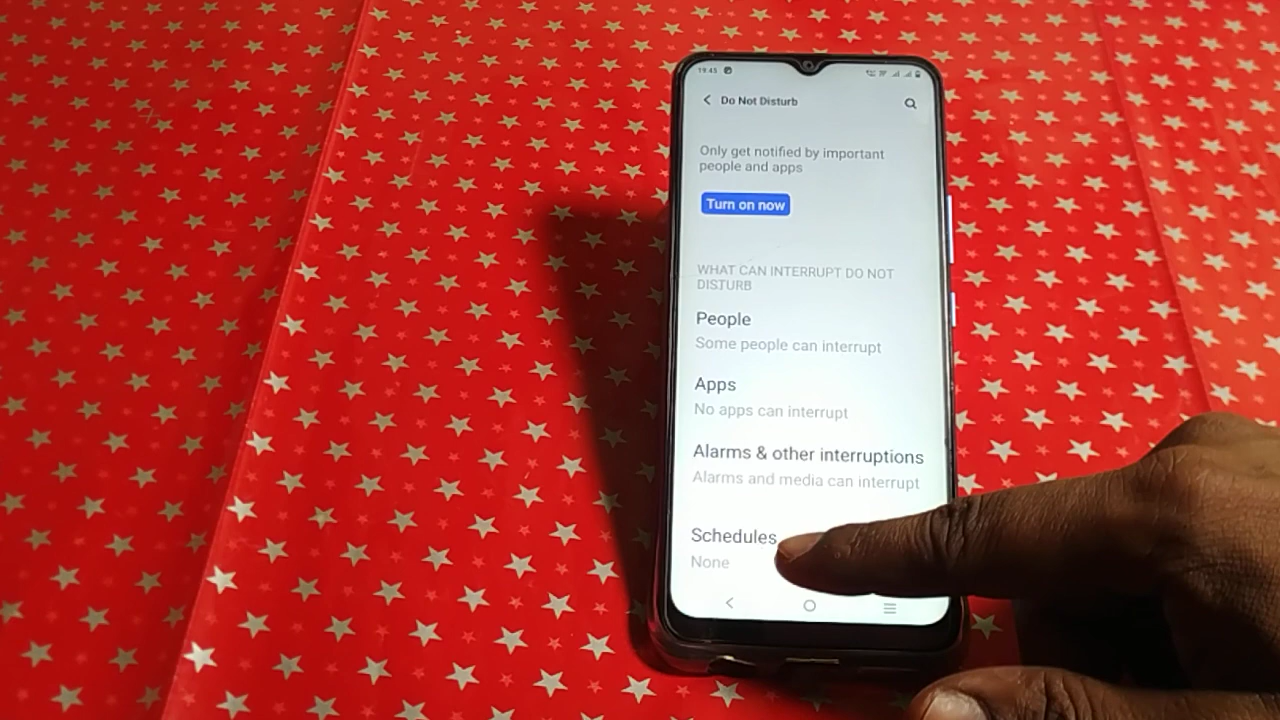 19:45
Do Not Disturb
Only get notified by important
people and apps
Turn on now
WHAT CAN INTERRUPT DO NOT
DISTURB
People
Some people can interrupt
Apps
No apps can interrupt
Alarms & other interruptions
Alarms and media can interrupt
Schedules
None